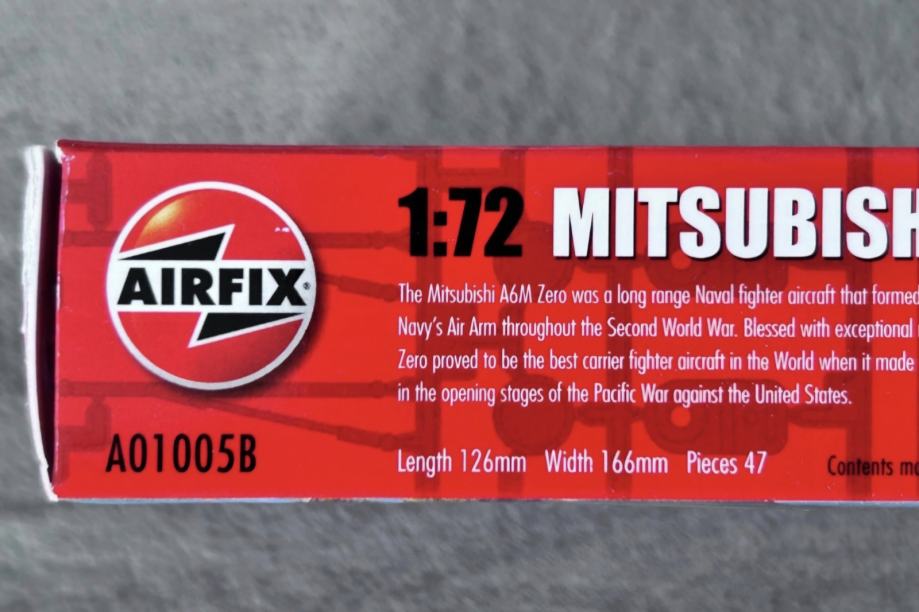 AIRFIX®
1:72 MITSUBISH
The Mitsubishi A6M Zero was a long range Naval fighter aircraft that formed
Navy's Air Arm throughout the Second World War. Blessed with exceptional
Zero proved to be the best carrier fighter aircraft in the World when it made
in the opening stages of the Pacific War against the United States.
A01005B
Length 126mm Width 166mm Pieces 47
Contents